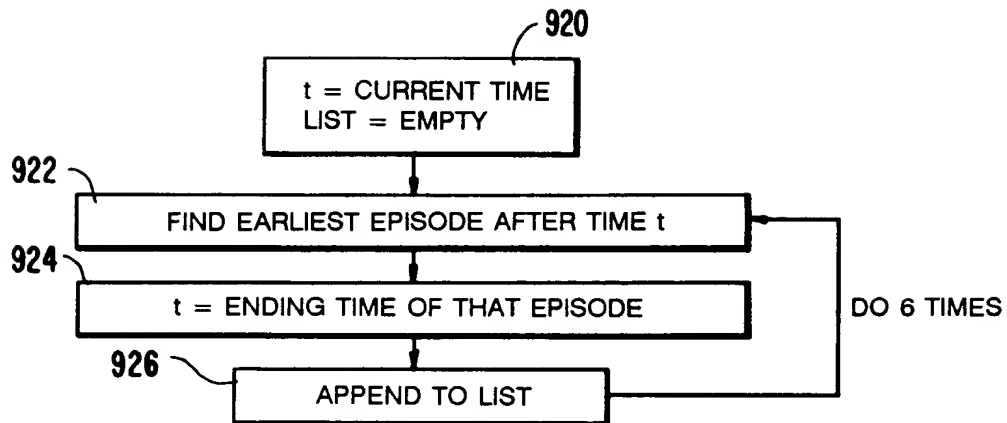 920
t = CURRENT TIME
LIST = EMPTY
922
FIND EARLIEST EPISODE AFTER TIME t
924
t = ENDING TIME OF THAT EPISODE
DO 6 TIMES
926
APPEND TO LIST